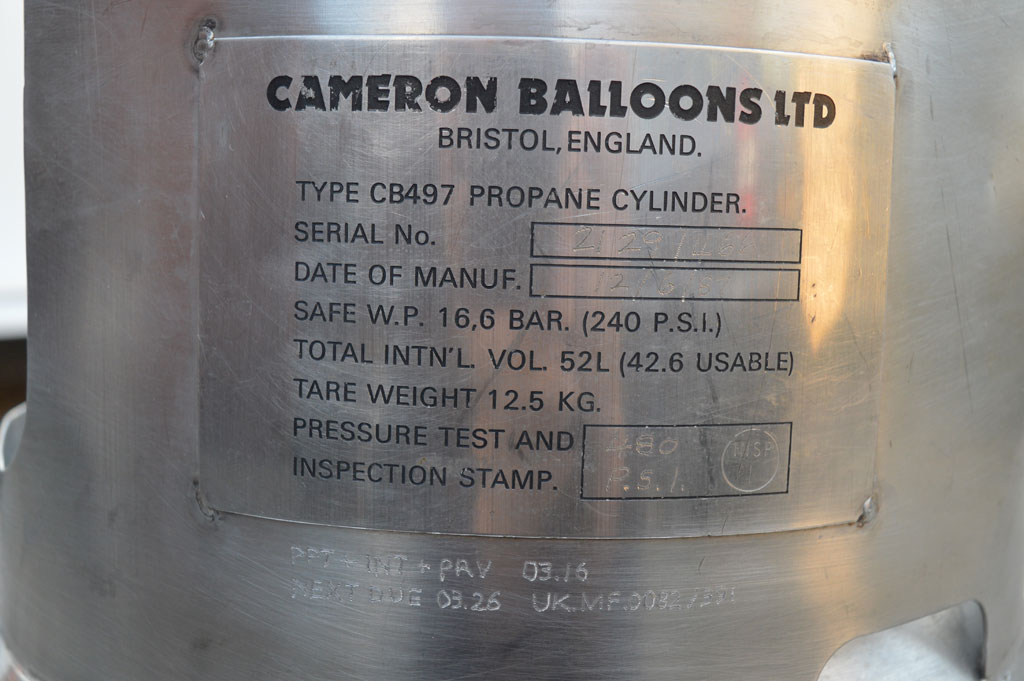 CAMERON BALLOONS LTD
BRISTOL, ENGLAND.
TYPE CB497 PROPANE CYLINDER.
SERIAL No.
DATE OF MANUF.
SAFE W.P. 16,6 BAR. (240 P.S.I.)
TOTAL INTN'L. VOL. 52L (42.6 USABLE)
TARE WEIGHT 12.5 KG.
PRESSURE TEST AND 480
INSPECTION STAMP. P.S.I.
PPT + INT + PRV 03.16
NEXT DUE 03.26